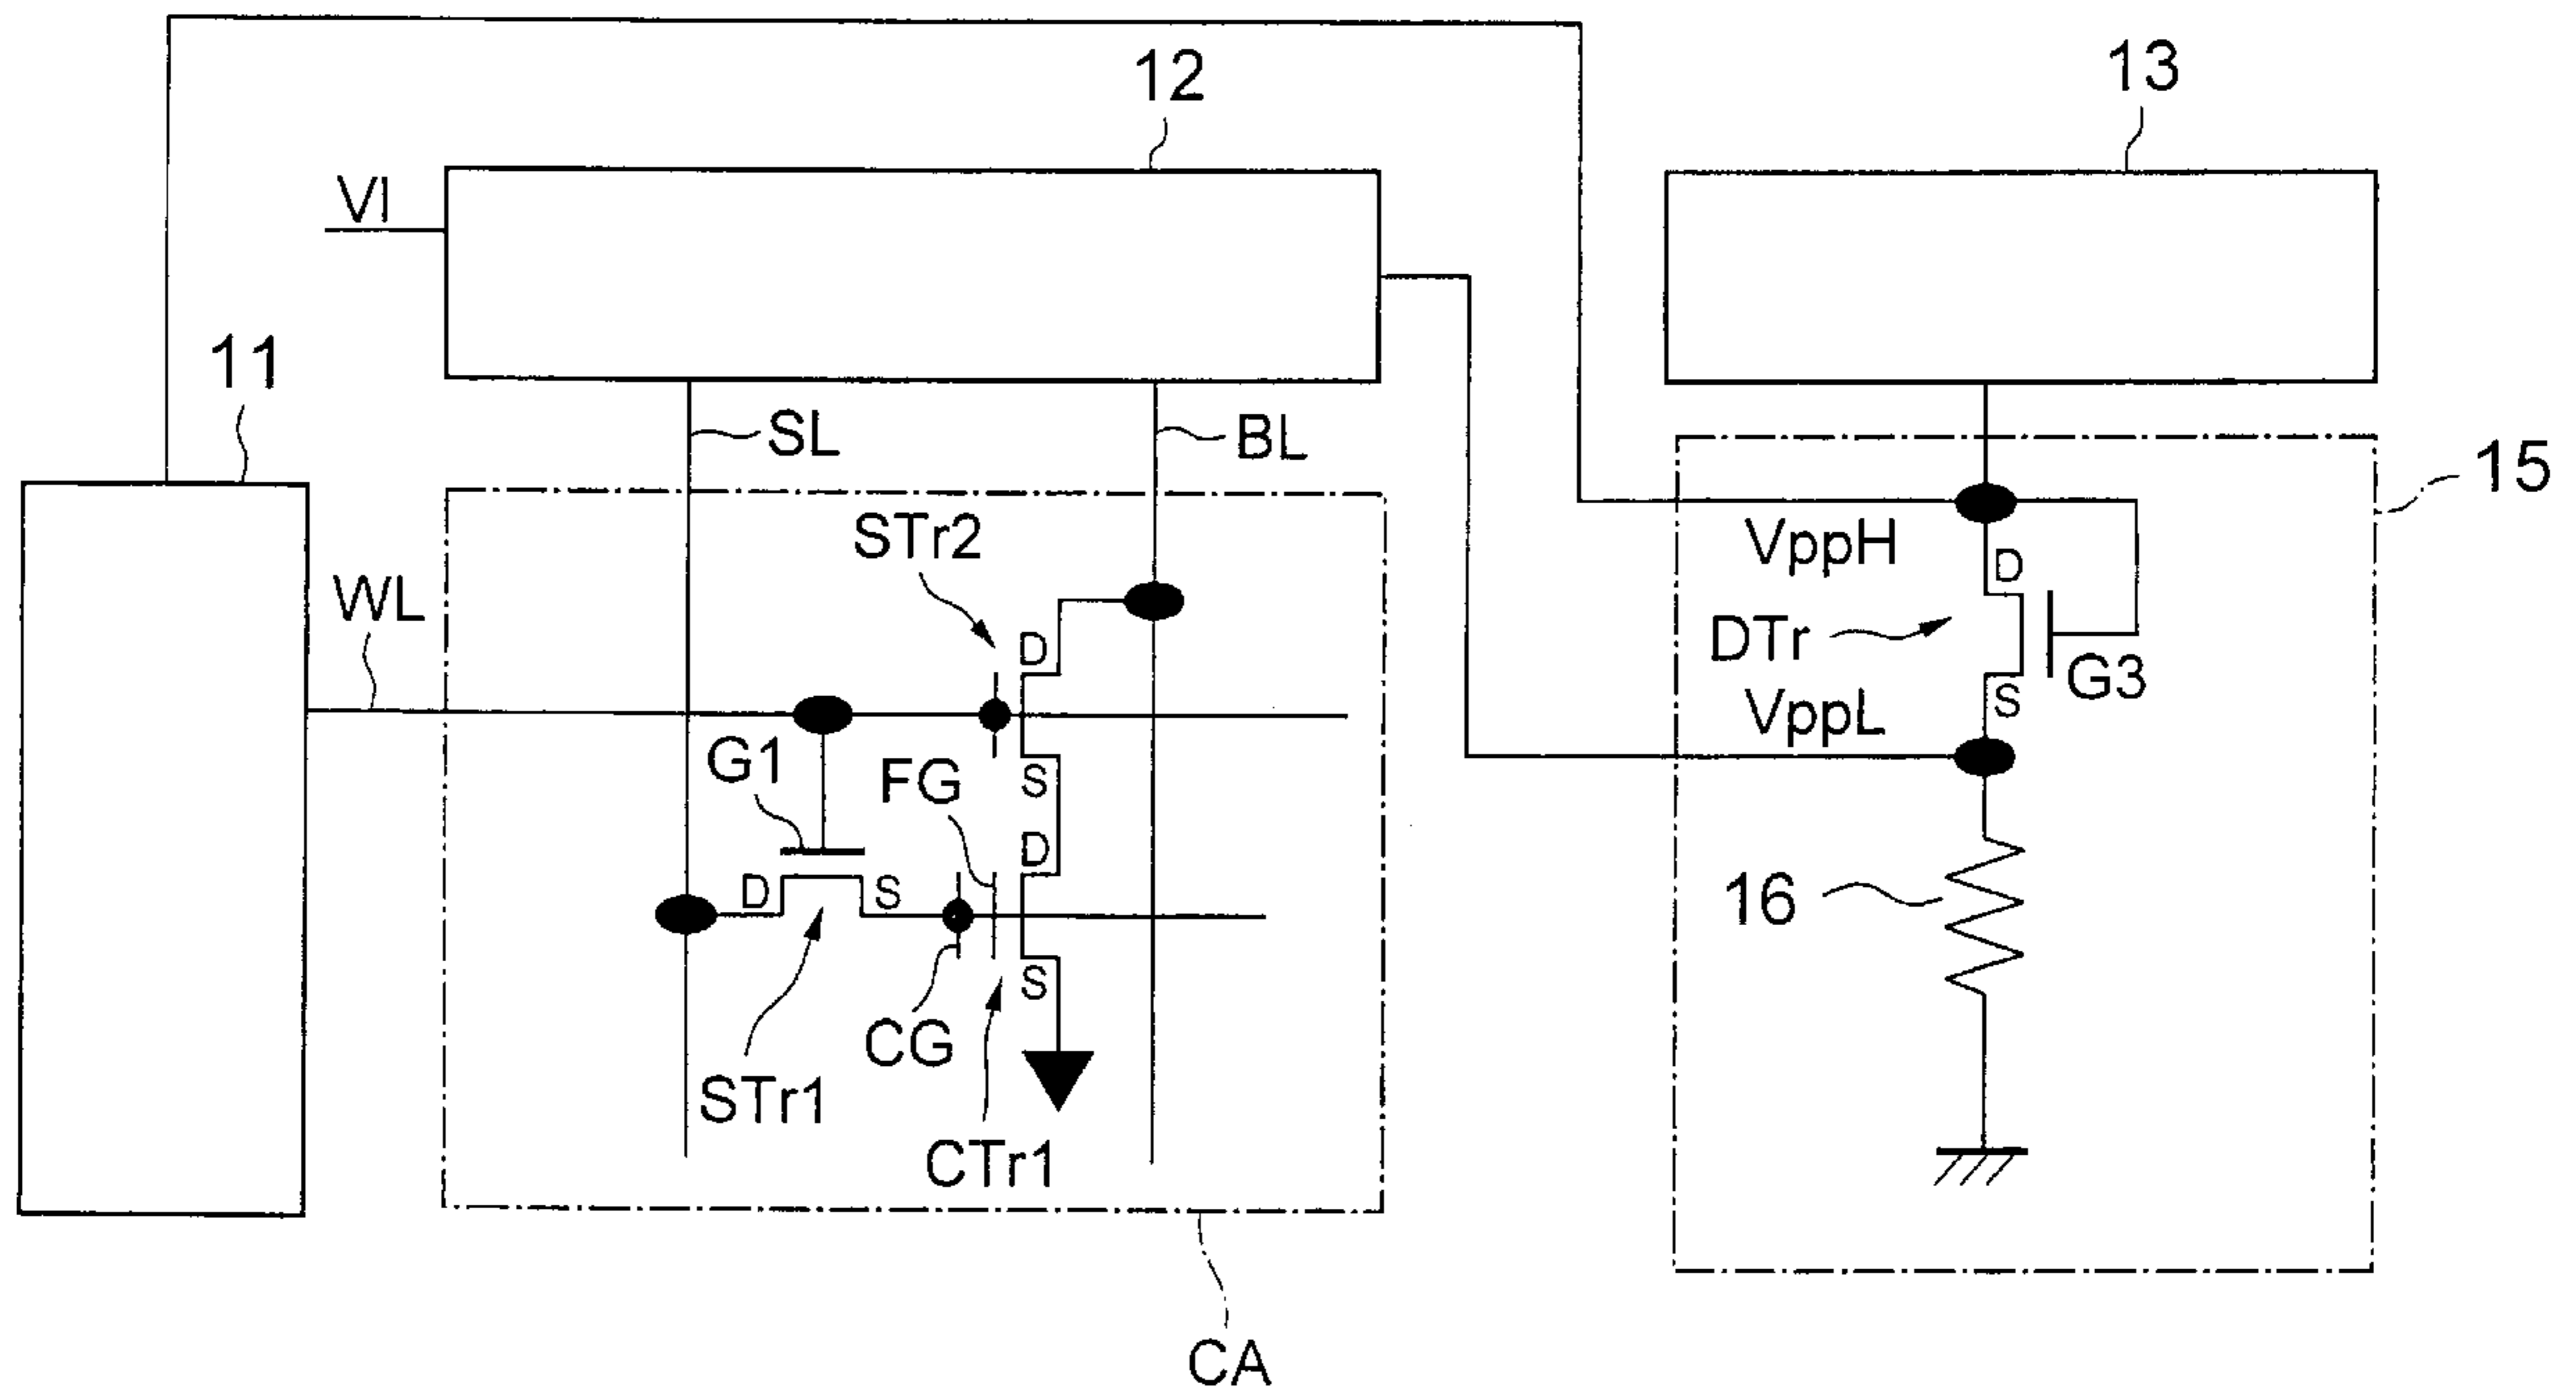 12
13
VI
11
SL
BL
15
STr2
VppH
D
WL
DTr
D
G3
S
VppL
G1
FG
S
D
D
S
16
S
CG
STr1
CTr1
CA